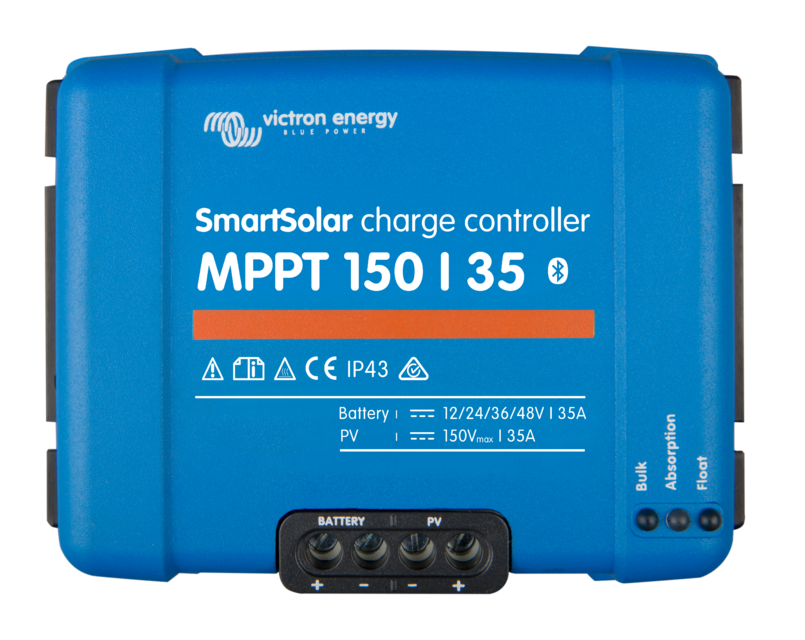 victron energy
BLUE POWER
SmartSolar charge controller
MPPT 150 | 35
CE IP43
Battery 12/24/36/48V | 35A
PV 150Vmax | 35A
Bulk
Absorption
Float
BATTERY PV
+ − − +